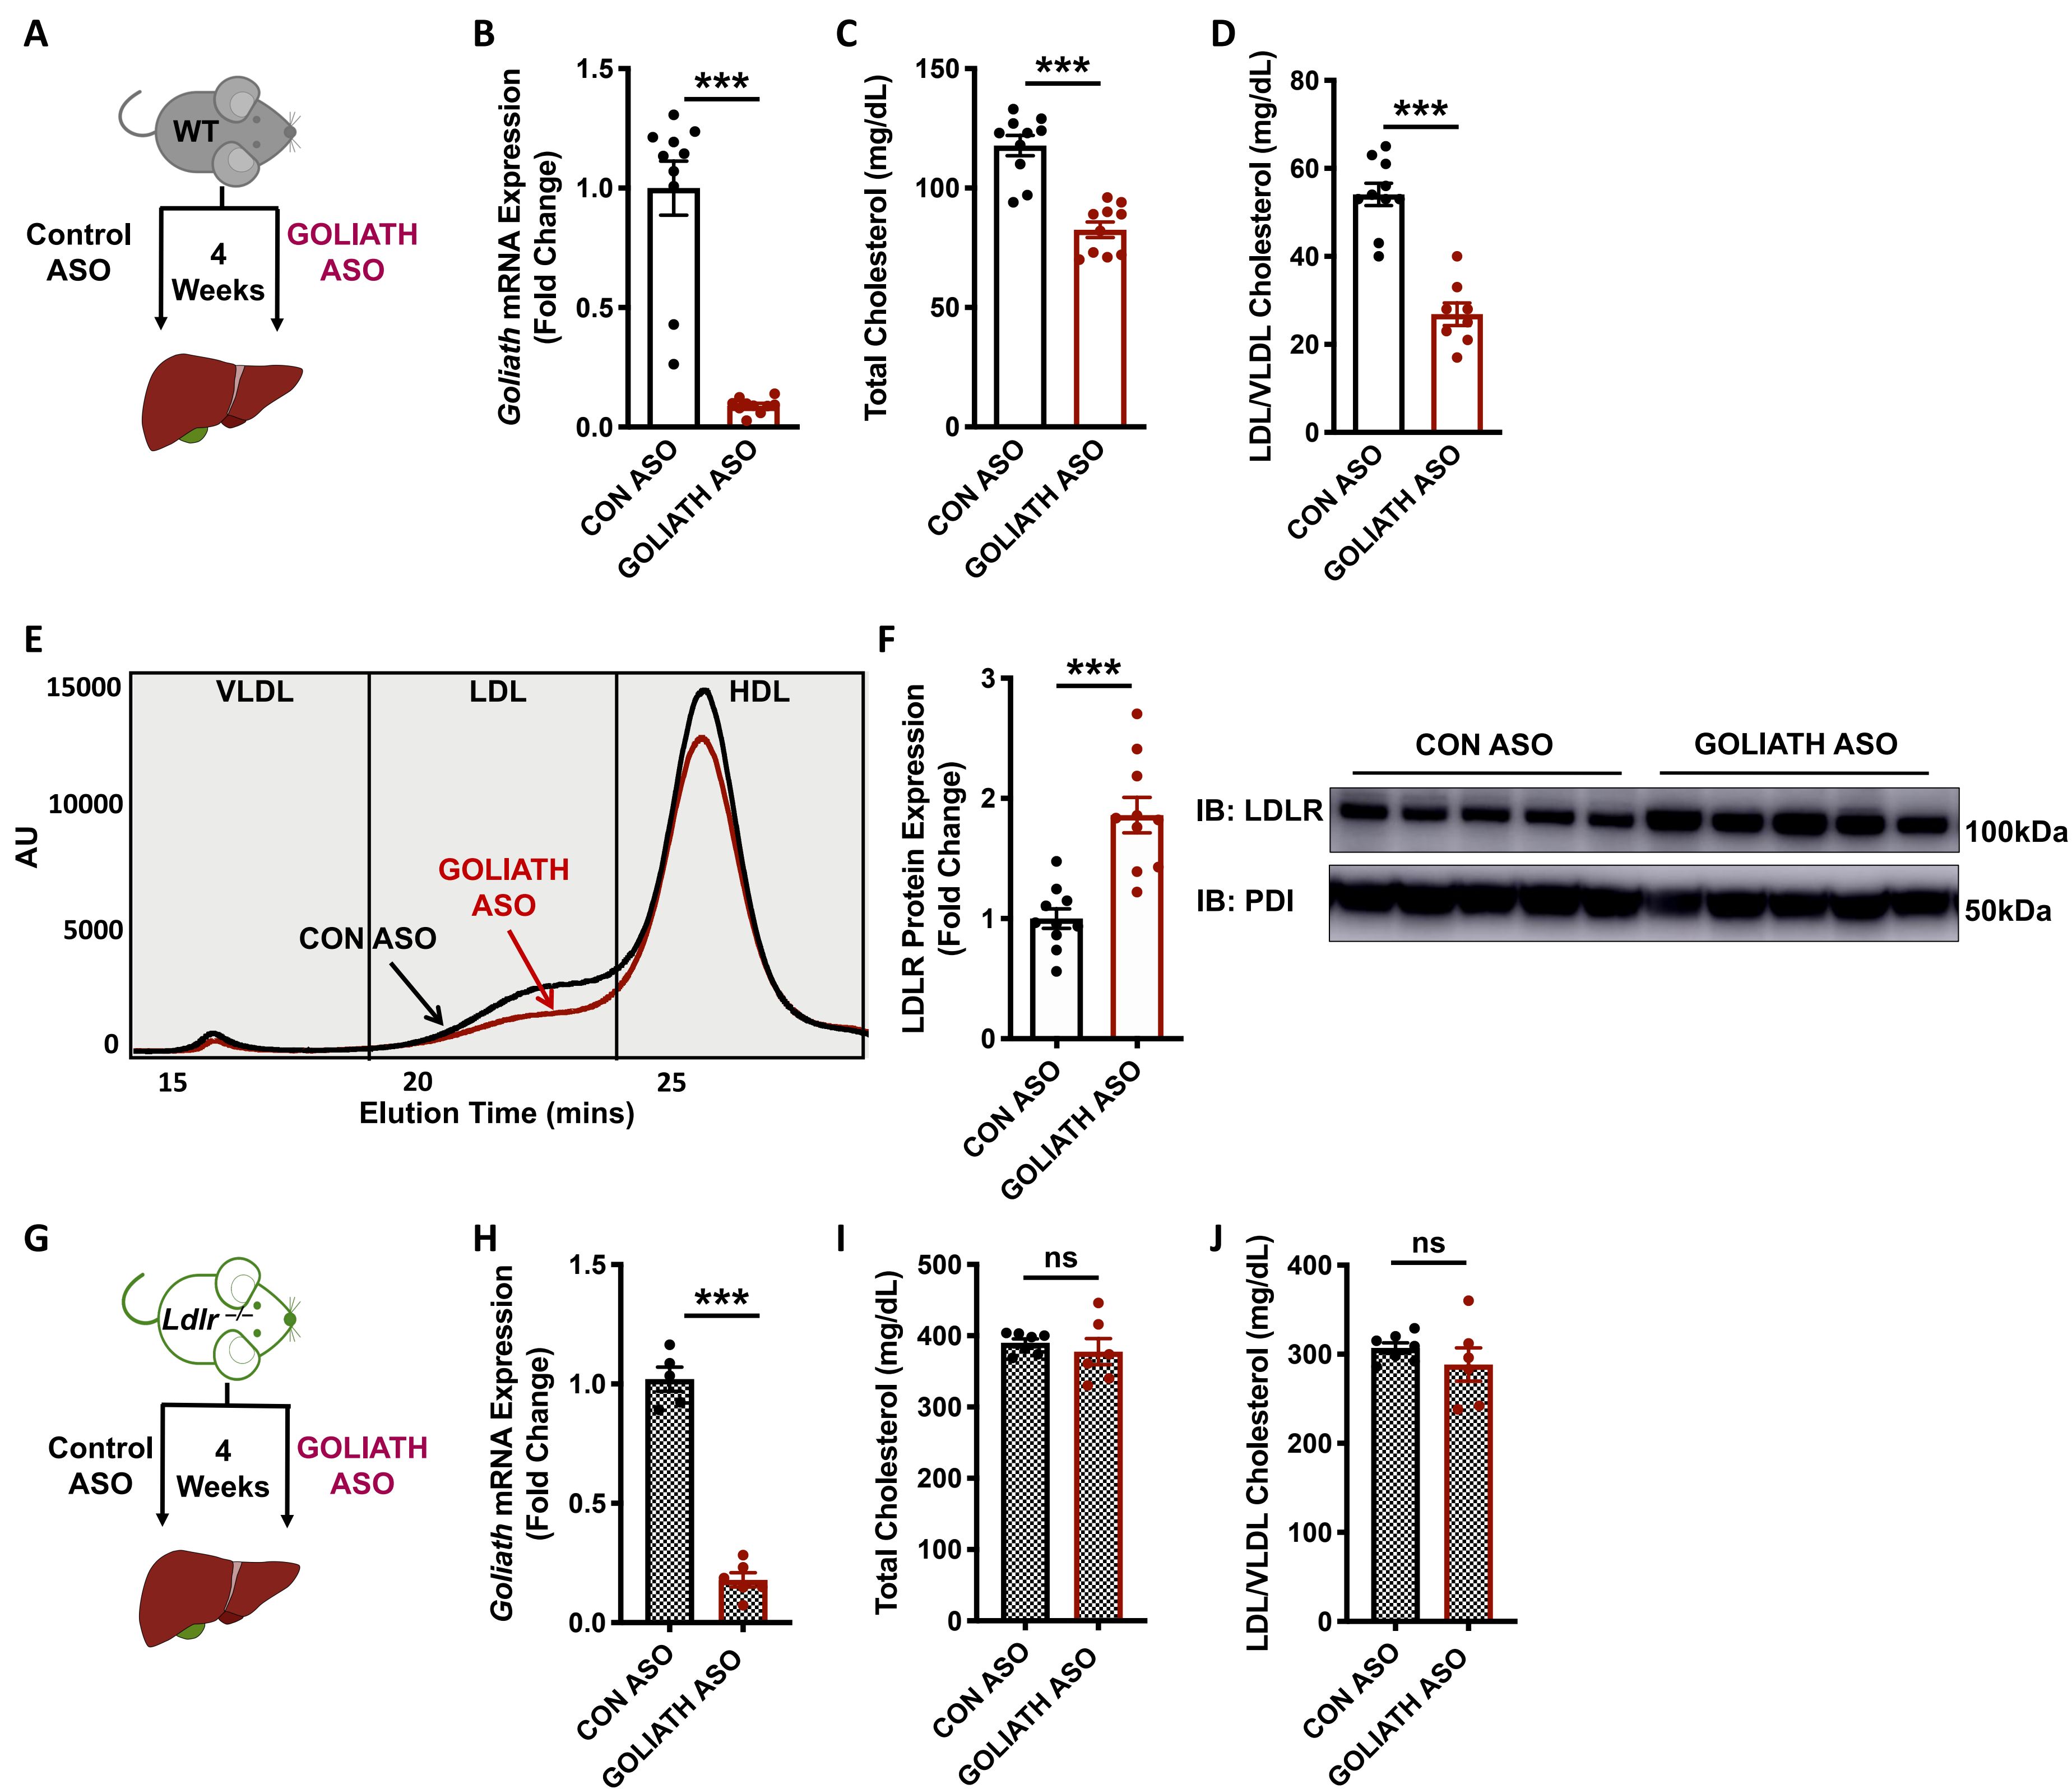 A
WT
Control
ASO
4
Weeks
GOLIATH
ASO
B
Goliath mRNA Expression
(Fold Change)
1.5
1.0
0.5
0.0
***
CON ASO
GOLIATH ASO
C
Total Cholesterol (mg/dL)
150
100
50
0
***
CON ASO
GOLIATH ASO
D
LDL/VLDL Cholesterol (mg/dL)
80
60
40
20
0
***
CON ASO
GOLIATH ASO
E
AU
15000
10000
5000
0
VLDL
LDL
HDL
GOLIATH
ASO
CON ASO
15
20
25
Elution Time (mins)
F
LDLR Protein Expression
(Fold Change)
3
2
1
0
***
CON ASO
GOLIATH ASO
CON ASO
GOLIATH ASO
IB: LDLR
100kDa
IB: PDI
50kDa
G
Ldlr –/–
Control
ASO
4
Weeks
GOLIATH
ASO
H
Goliath mRNA Expression
(Fold Change)
1.5
1.0
0.5
0.0
***
CON ASO
GOLIATH ASO
I
Total Cholesterol (mg/dL)
500
400
300
200
100
0
ns
CON ASO
GOLIATH ASO
J
LDL/VLDL Cholesterol (mg/dL)
400
300
200
100
0
ns
CON ASO
GOLIATH ASO